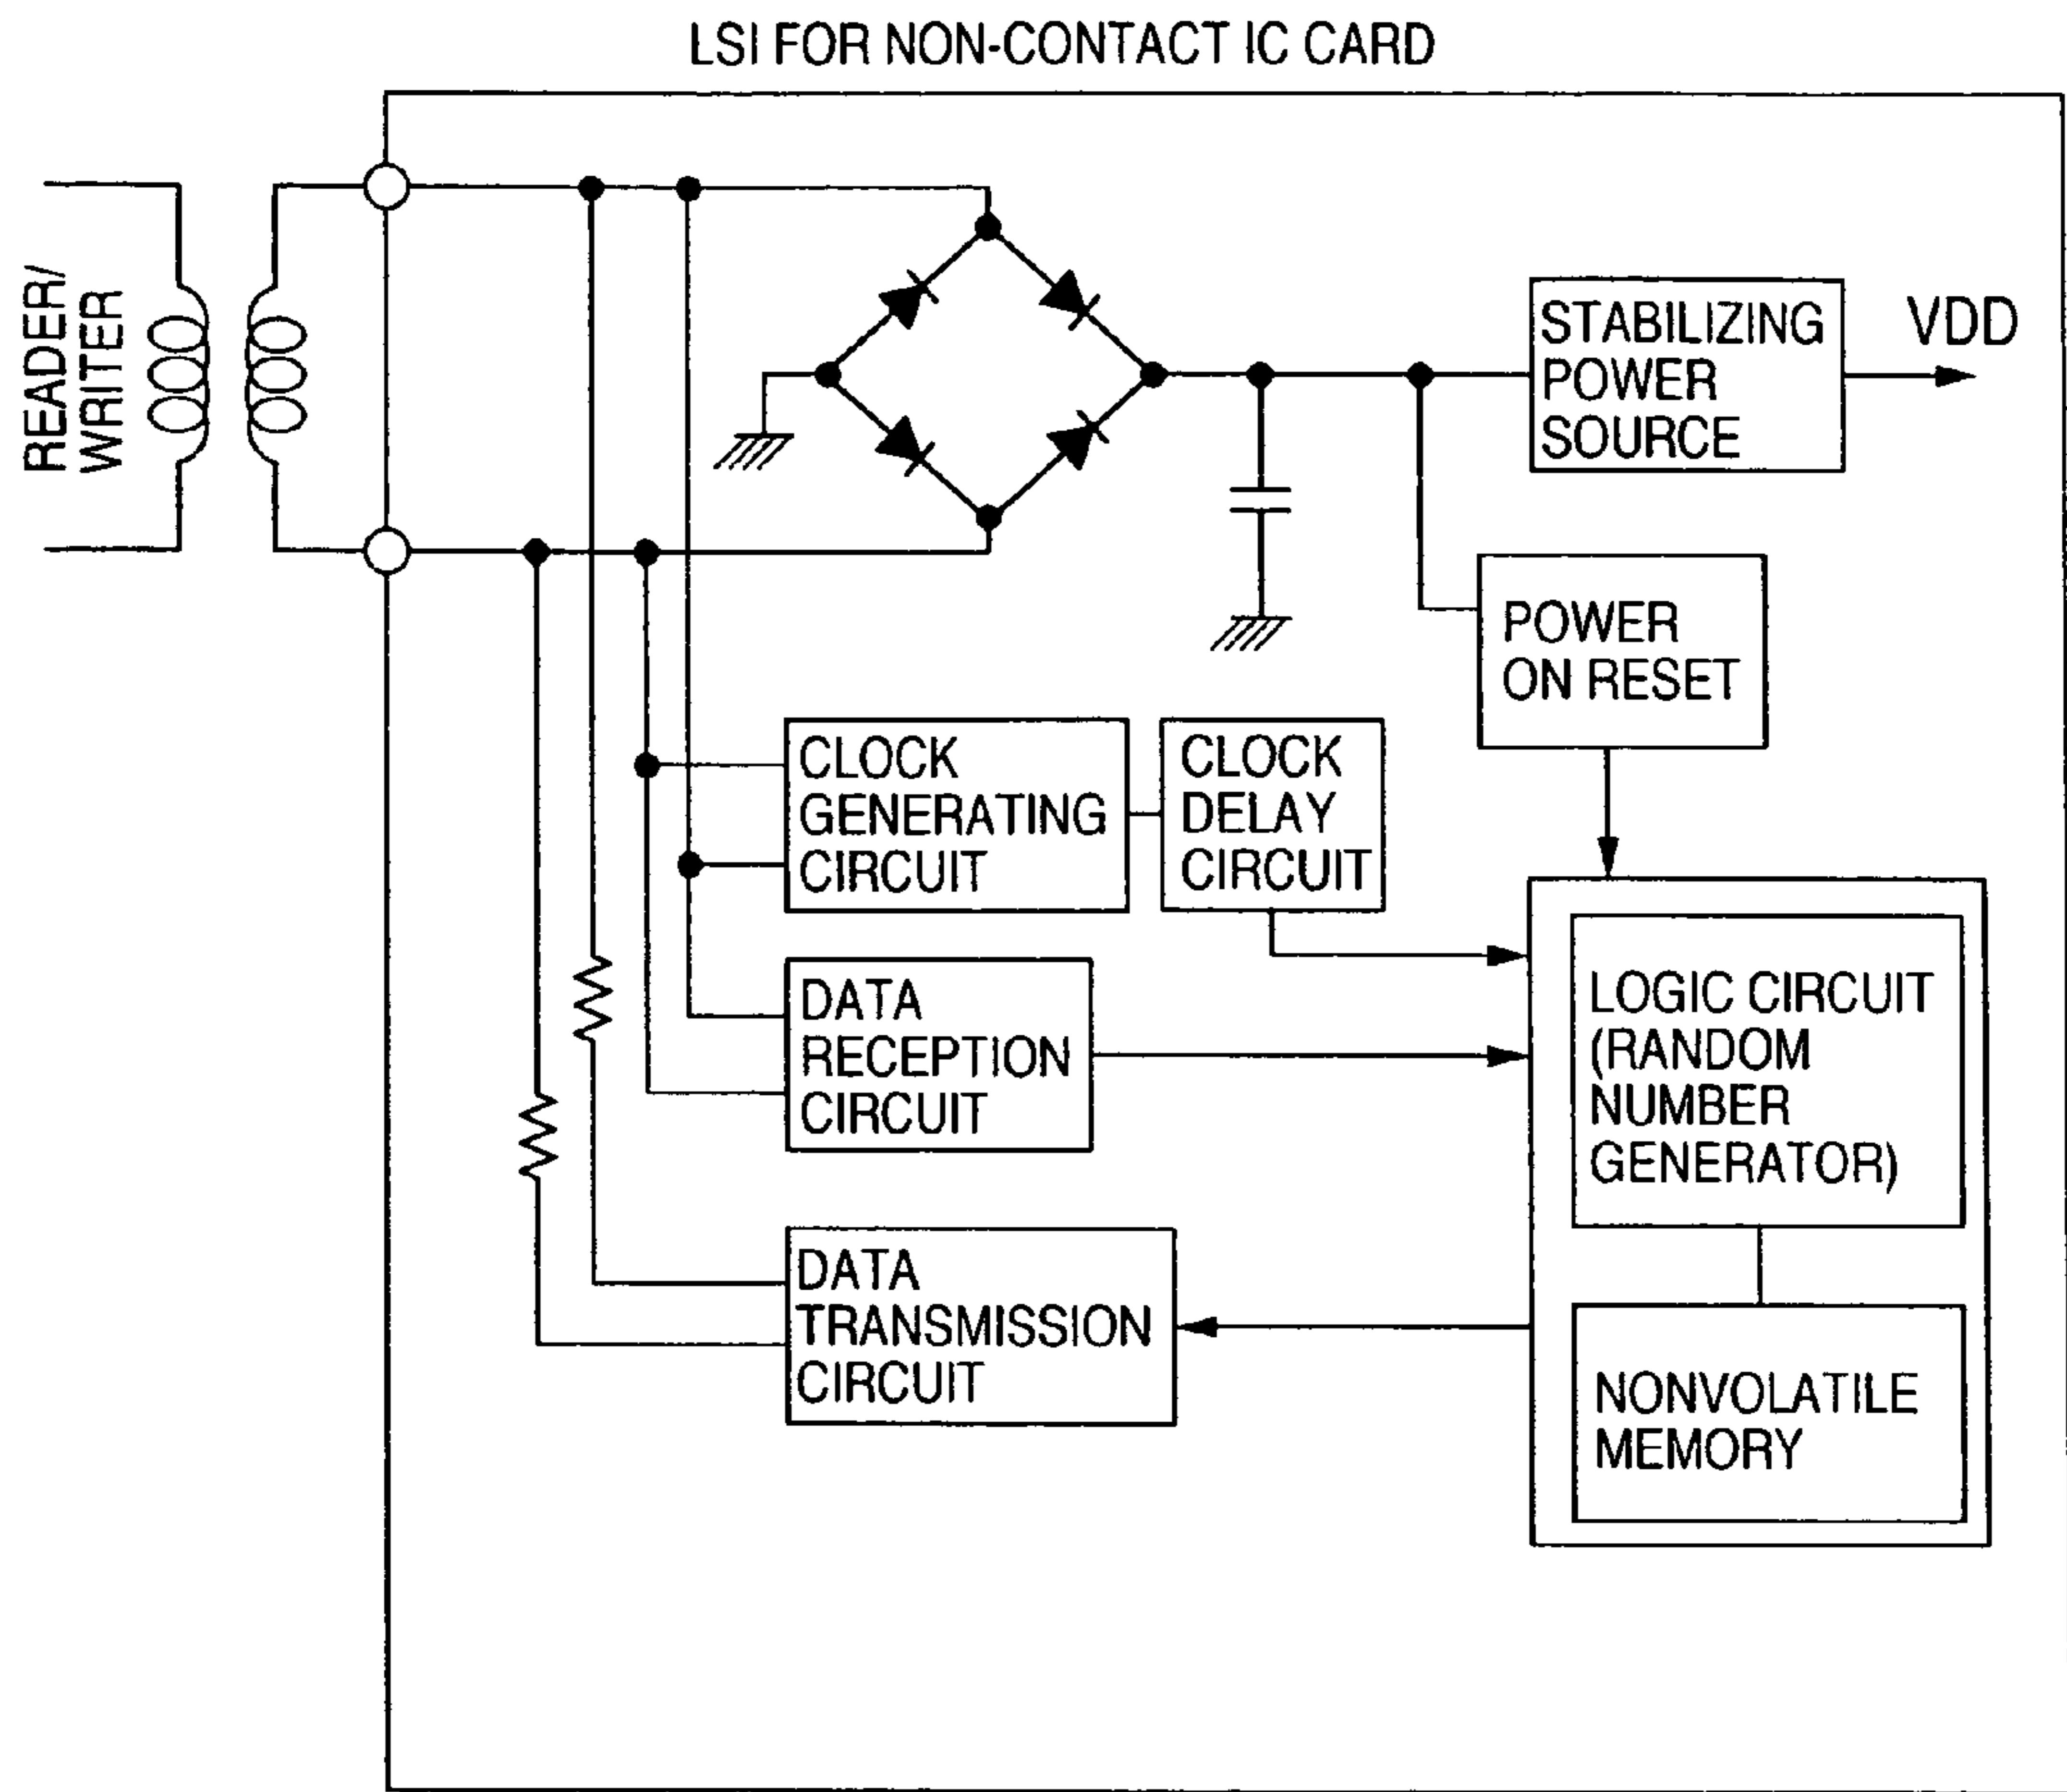 LSI FOR NON-CONTACT IC CARD
READER/
WRITER
STABILIZING
POWER
SOURCE
VDD
POWER
ON RESET
CLOCK
GENERATING
CIRCUIT
CLOCK
DELAY
CIRCUIT
DATA
RECEPTION
CIRCUIT
LOGIC CIRCUIT
(RANDOM
NUMBER
GENERATOR)
DATA
TRANSMISSION
CIRCUIT
NONVOLATILE
MEMORY